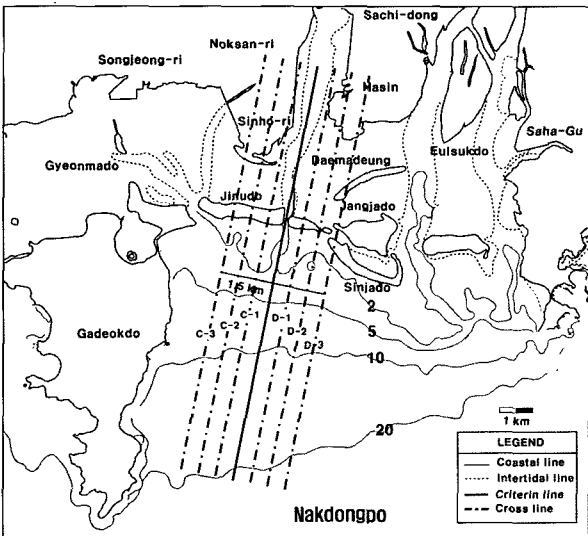 Sachi-dong
Noksan-ri
Songjeong-ri
Masin
Sinho-ri
Saha-Gu
Daemadeung
Eulsukdo
Gyeonmado
Jinudo
Jangjado
Sinjado
1.5 km
2
C-1
D-1
C-2
D-2
5
C-3
D-3
Gadeokdo
10
20
1 km
LEGEND
Coastal line
Intertidal line
Criterin line
Cross line
Nakdongpo